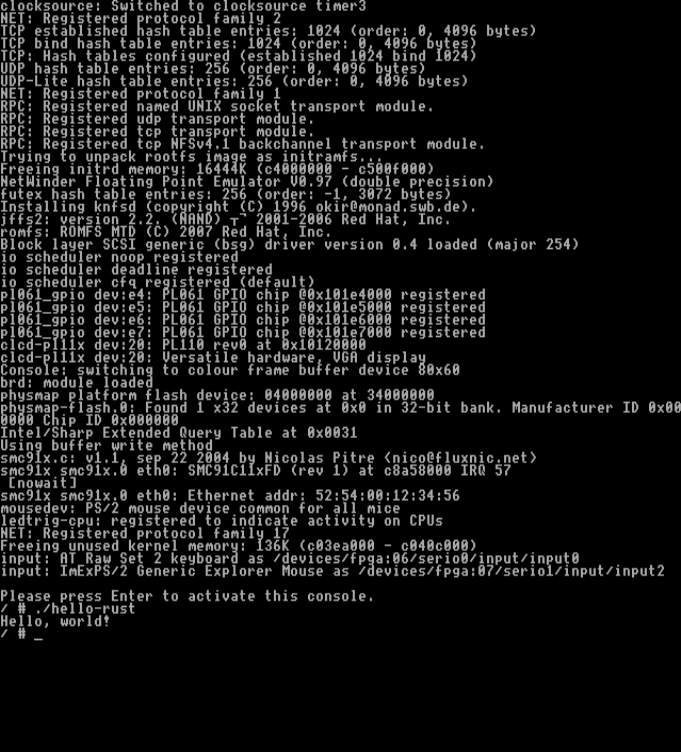 clocksource: Switched to clocksource timer3
NET: Registered protocol family 2
TCP established hash table entries: 1024 (order: 0, 4096 bytes)
TCP bind hash table entries: 1024 (order: 0, 4096 bytes)
TCP: Hash tables configured (established 1024 bind 1024)
UDP hash table entries: 256 (order: 0, 4096 bytes)
UDP-Lite hash table entries: 256 (order: 0, 4096 bytes)
NET: Registered protocol family 1
RPC: Registered named UNIX socket transport module.
RPC: Registered udp transport module.
RPC: Registered tcp transport module.
RPC: Registered tcp NFSv4.1 backchannel transport module.
Trying to unpack rootfs image as initramfs...
Freeing initrd memory: 16444K (c4000000 - c500f000)
NetWinder Floating Point Emulator V0.97 (double precision)
futex hash table entries: 256 (order: -1, 3072 bytes)
Installing knfsd (copyright (C) 1996 okir@monad.swb.de).
jffs2: version 2.2. (NAND) 2001-2006 Red Hat, Inc.
romfs: ROMFS MTD (C) 2007 Red Hat, Inc.
Block layer SCSI generic (bsg) driver version 0.4 loaded (major 254)
io scheduler noop registered
io scheduler deadline registered
io scheduler cfq registered (default)
pl061_gpio dev:e4: PL061 GPIO chip @0x101e4000 registered
pl061_gpio dev:e5: PL061 GPIO chip @0x101e5000 registered
pl061_gpio dev:e6: PL061 GPIO chip @0x101e6000 registered
pl061_gpio dev:e7: PL061 GPIO chip @0x101e7000 registered
clcd-pl11x dev:20: PL110 rev0 at 0x10120000
clcd-pl11x dev:20: Versatile hardware, VGA display
Console: switching to colour frame buffer device 80x60
brd: module loaded
physmap platform flash device: 04000000 at 34000000
physmap-flash.0: Found 1 x32 devices at 0x0 in 32-bit bank. Manufacturer ID 0x00
0000 Chip ID 0x000000
Intel/Sharp Extended Query Table at 0x0031
Using buffer write method
smc91x.c: v1.1, sep 22 2004 by Nicolas Pitre <nico@fluxnic.net>
smc91x smc91x.0 eth0: SMC91C11xFD (rev 1) at c8a58000 IRQ 57
[nowait]
smc91x smc91x.0 eth0: Ethernet addr: 52:54:00:12:34:56
mousedev: PS/2 mouse device common for all mice
ledtrig-cpu: registered to indicate activity on CPUs
NET: Registered protocol family 17
Freeing unused kernel memory: 136K (c03ea000 - c040c000)
input: AT Raw Set 2 keyboard as /devices/fpga:06/serio0/input/input0
input: ImExPS/2 Generic Explorer Mouse as /devices/fpga:07/serio1/input/input2
Please press Enter to activate this console.
/ # ./hello-rust
Hello, world!
/ # _